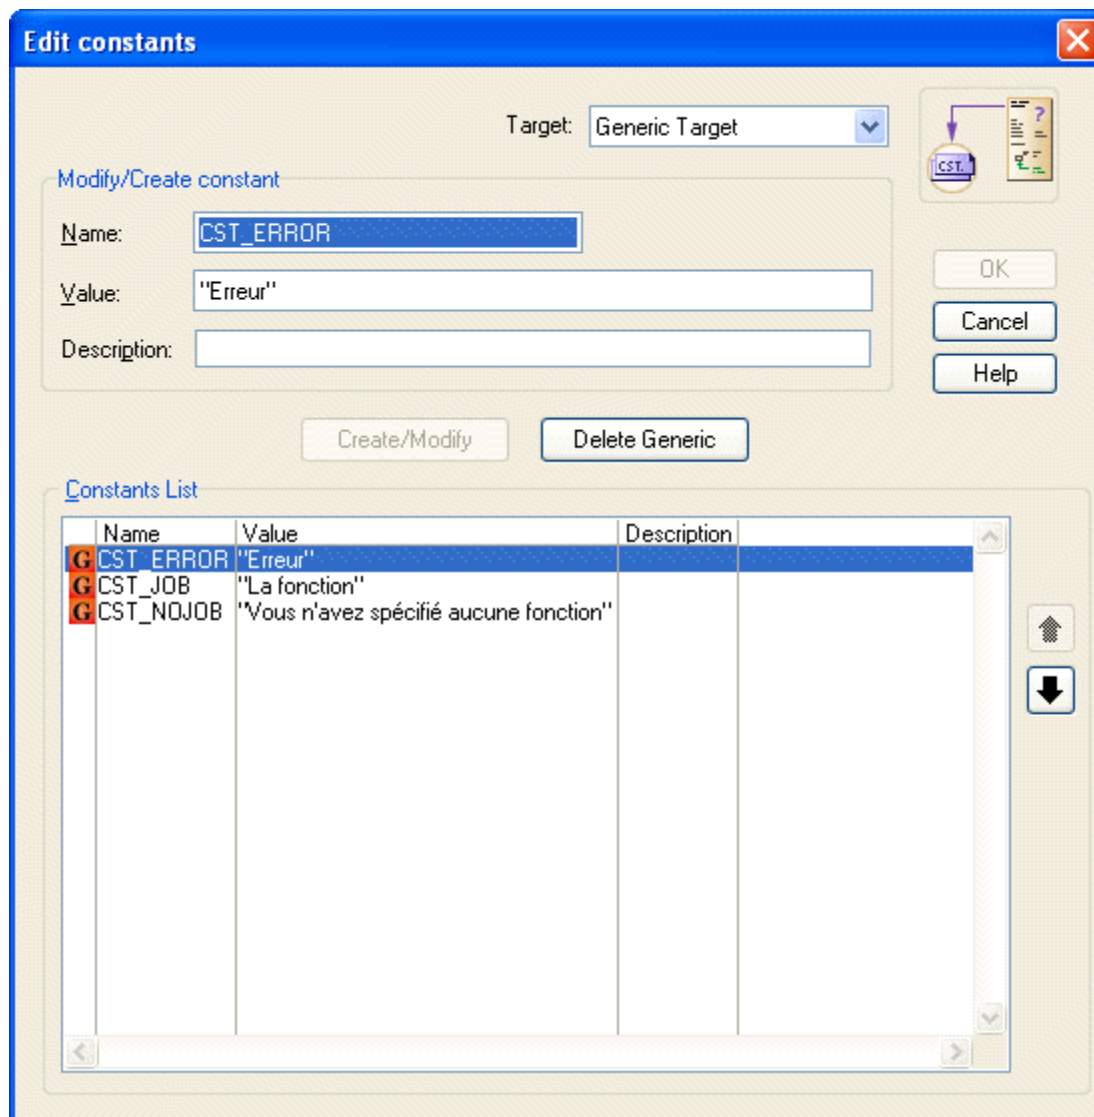 Edit constants
Target: Generic Target
CST.
?
Modify/Create constant
Name: CST_ERROR
Value: "Erreur"
Description:
OK
Cancel
Help
Create/Modify Delete Generic
Constants List
Name Value Description
G CST_ERROR "Erreur"
G CST_JOB "La fonction"
G CST_NOJOB "Vous n'avez spécifié aucune fonction"